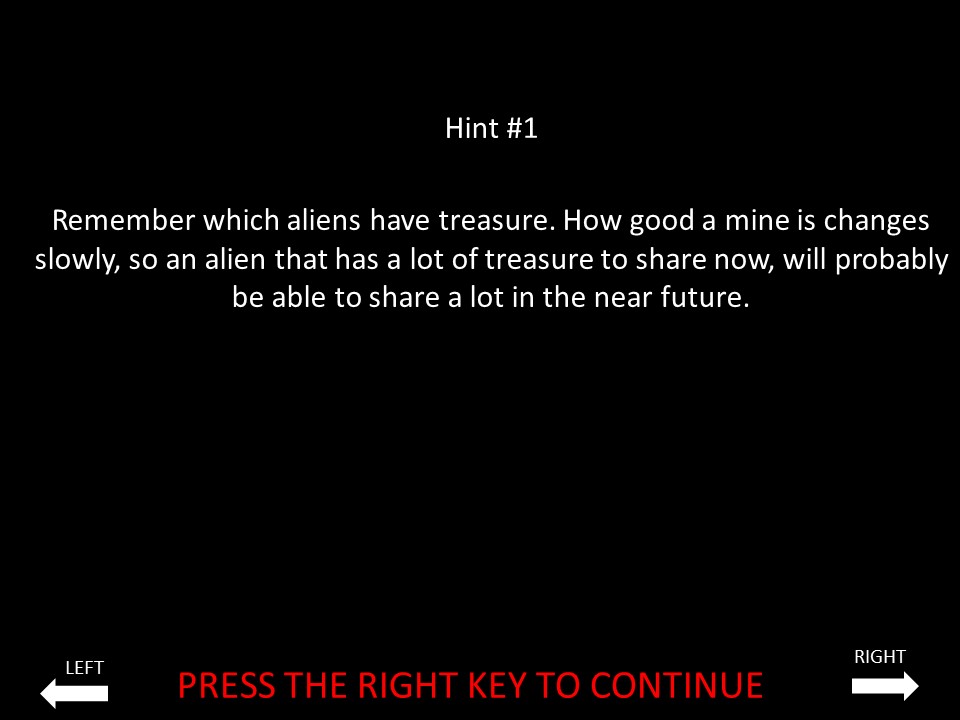 Hint #1
Remember which aliens have treasure. How good a mine is changes
slowly, so an alien that has a lot of treasure to share now, will probably
be able to share a lot in the near future.
RIGHT
LEFT
PRESS THE RIGHT KEY TO CONTINUE